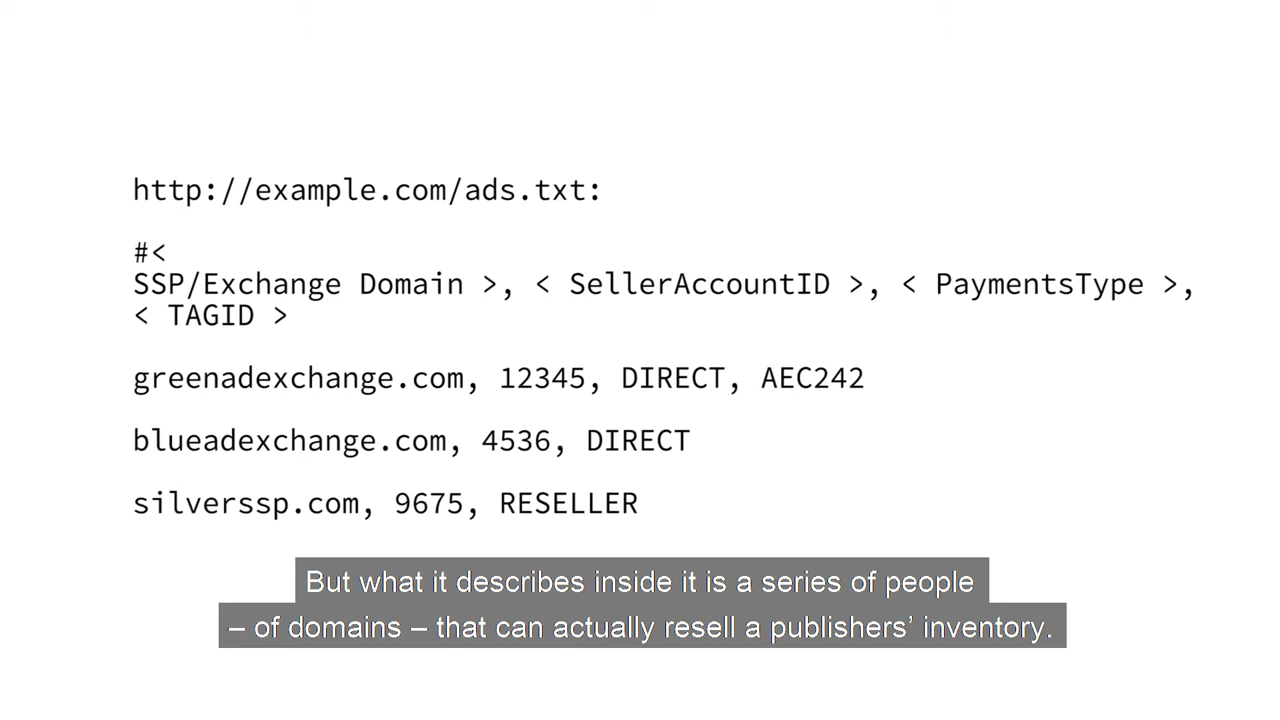 http://example.com/ads.txt:
#<
SSP/Exchange Domain >, < SellerAccountID >, < PaymentsType >,
< TAGID >
greenadexchange.com, 12345, DIRECT, AEC242
blueadexchange.com, 4536, DIRECT
silverssp.com, 9675, RESELLER
But what it describes inside it is a series of people
– of domains – that can actually resell a publishers’ inventory.